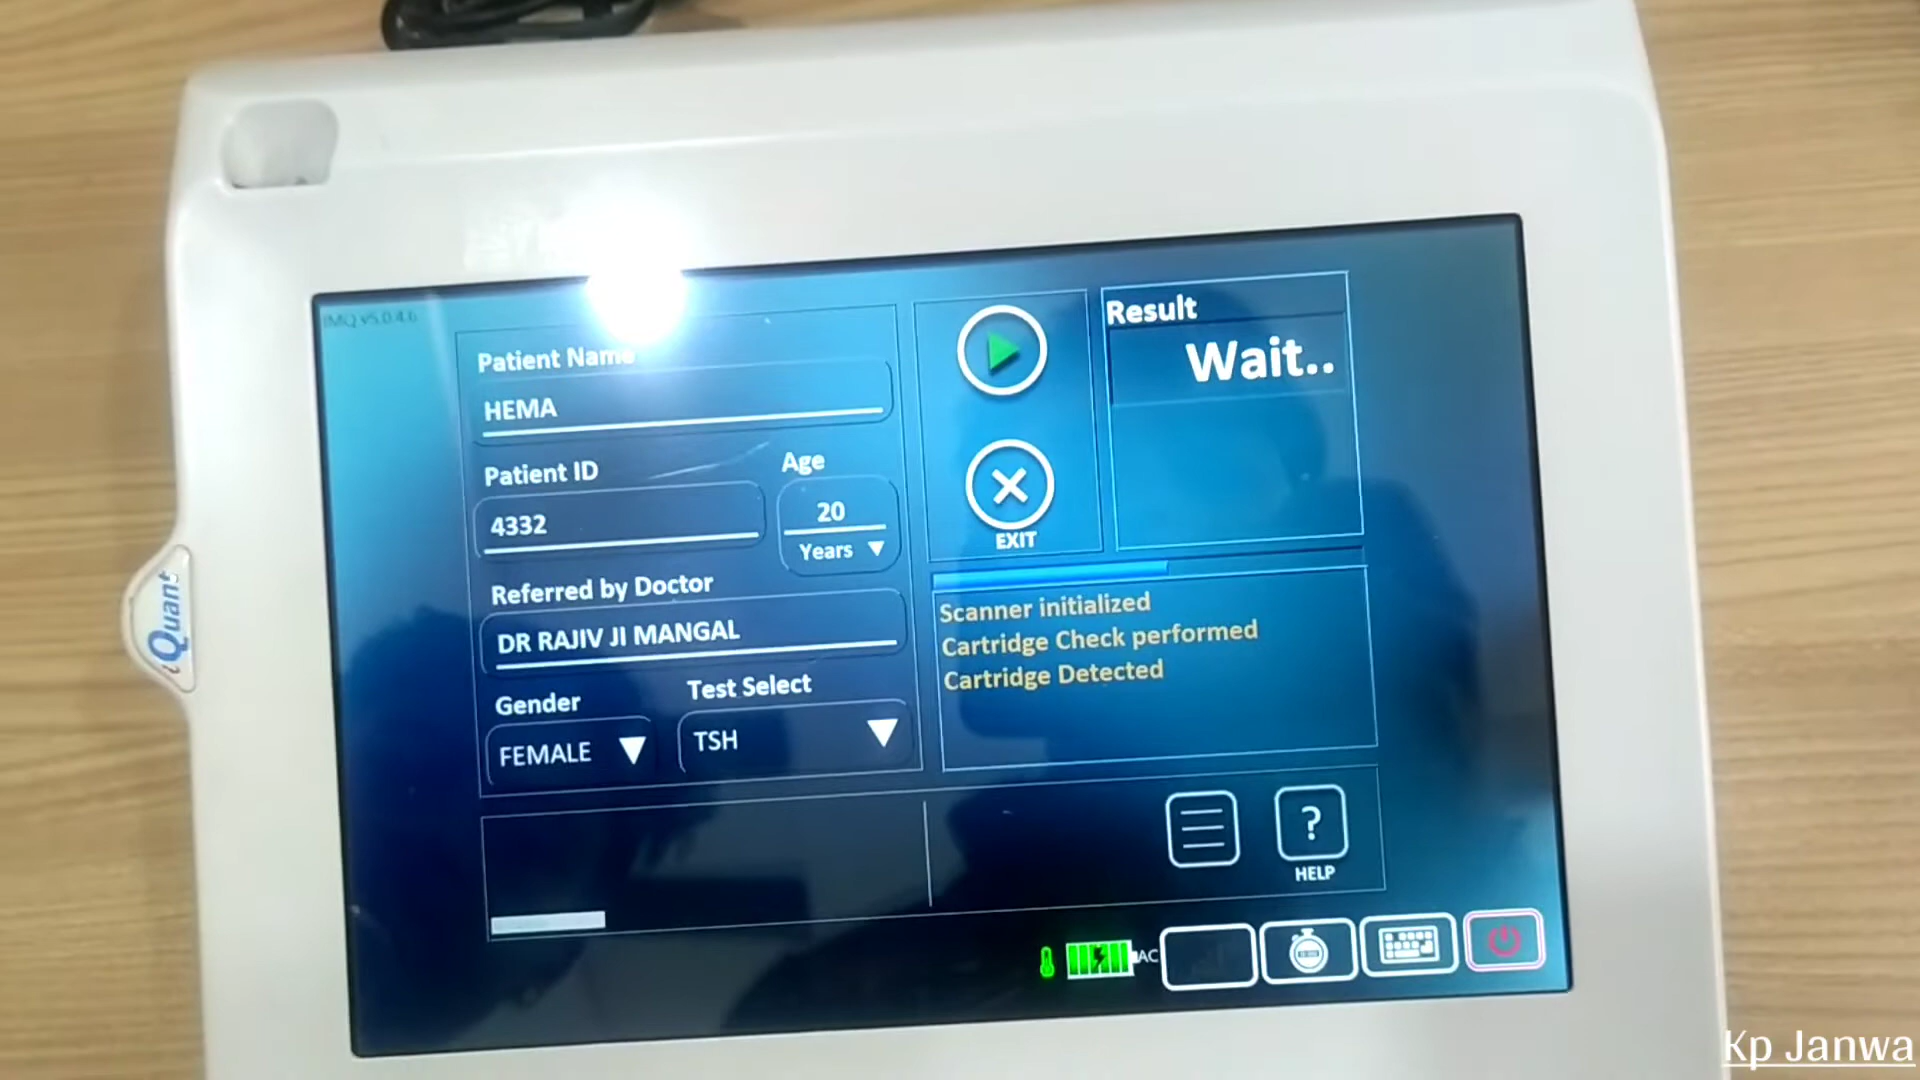 IMQ v5.0.4.6
Patient Name
HEMA
Patient ID
4332
Age
20
Years
Referred by Doctor
DR RAJIV JI MANGAL
Gender
FEMALE
Test Select
TSH
EXIT
Result
Wait..
Scanner initialized
Cartridge Check performed
Cartridge Detected
?
HELP
AC
iQuant
Kp Janwa